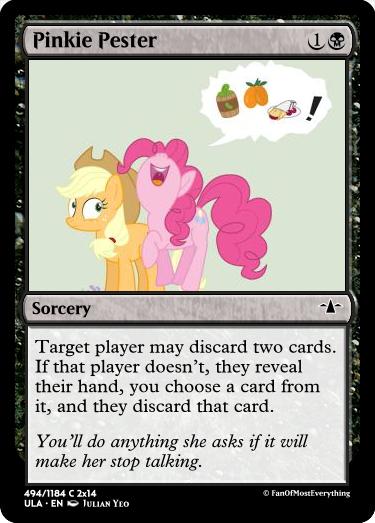 Pinkie Pester 1
!
Sorcery
Target player may discard two cards.
If that player doesn't, they reveal
their hand, you choose a card from
it, and they discard that card.
You'll do anything she asks if it will
make her stop talking.
494/1184 C 2x14
ULA • EN Julian Yeo
© FanOfMostEverything